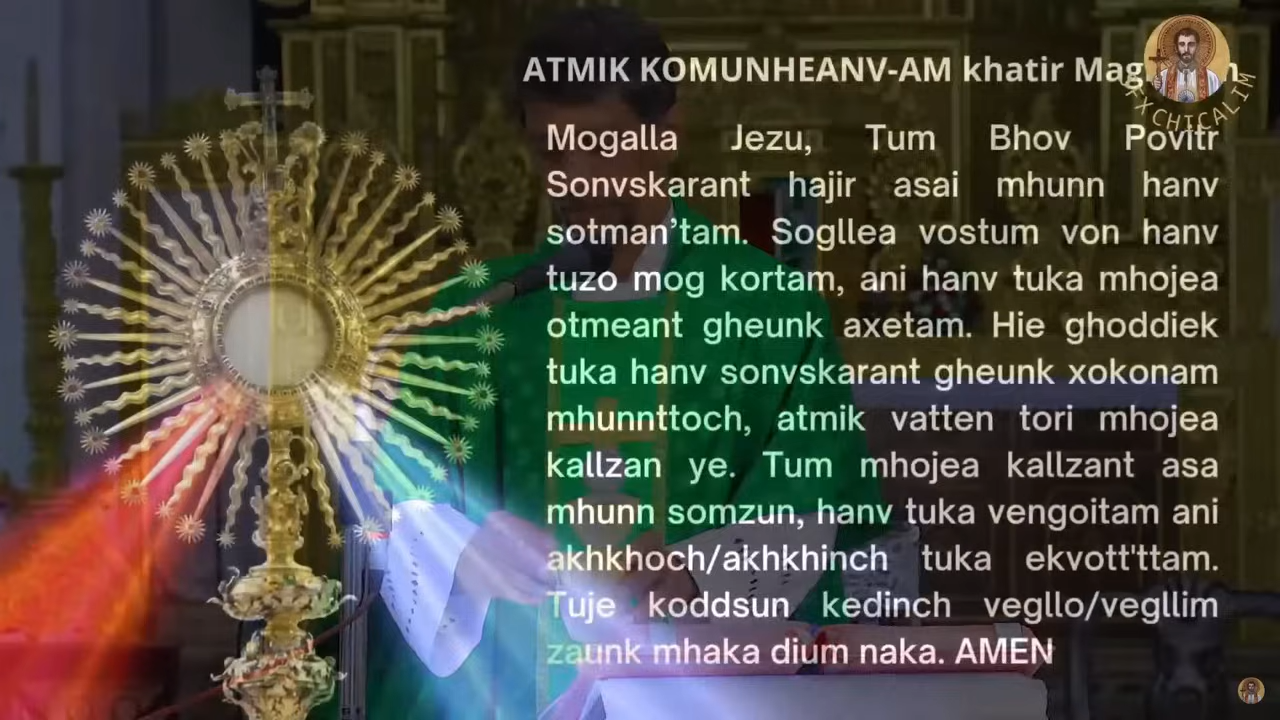 ATMIK KOMUNHEANV-AM khatir
Mogalla Jezu, Tum Bhov Povitr
Sonvskarant hajir asai mhunn hanv
sotman’tam. Sogllea vostum von hanv
tuzo mog kortam, ani hanv tuka mhojea
otmeant gheunk axetam. Hie ghoddiek
tuka hanv sonvskarant gheunk xokonam
mhunnttoch, atmik vatten tori mhojea
kallzan ye. Tum mhojea kallzant asa
mhunn somzun, hanv tuka vengoitam ani
akhkhoch/akhkhinch tuka ekvott'ttam.
Tuje koddsun kedinch vegllo/vegllim
zaunk mhaka dium naka. AMEN
CHICALIM